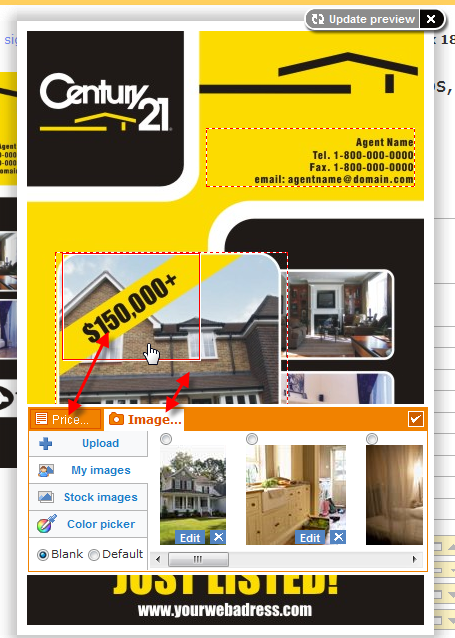 Update preview
18
Century 21
Agent Name
Tel. 1-800-000-0000
Fax. 1-800-000-0000
email: agentname@domain.com
$150,000+
Price...
Image...
Upload
My images
Stock images
Color picker
Blank
Default
Edit
Edit
JUST LISTED!
www.yourwebadress.com